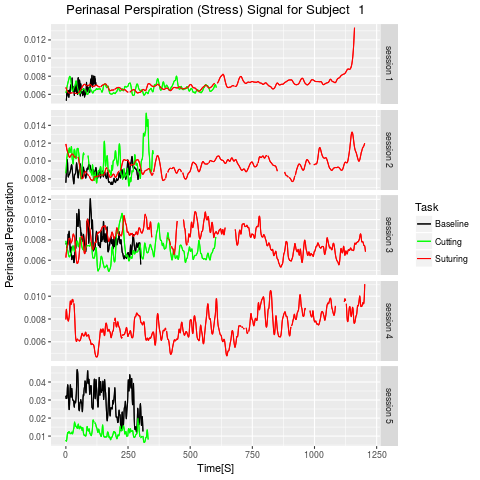 Perinasal Perspiration (Stress) Signal for Subject  1
Perinasal Perspiration
0.012
0.010
0.008
0.006
session 1
0.014
0.012
0.010
0.008
session 2
0.012
0.010
0.008
0.006
session 3
0.010
0.008
0.006
session 4
0.04
0.03
0.02
0.01
session 5
0
250
500
750
1000
1250
Time[S]
Task
Baseline
Cutting
Suturing